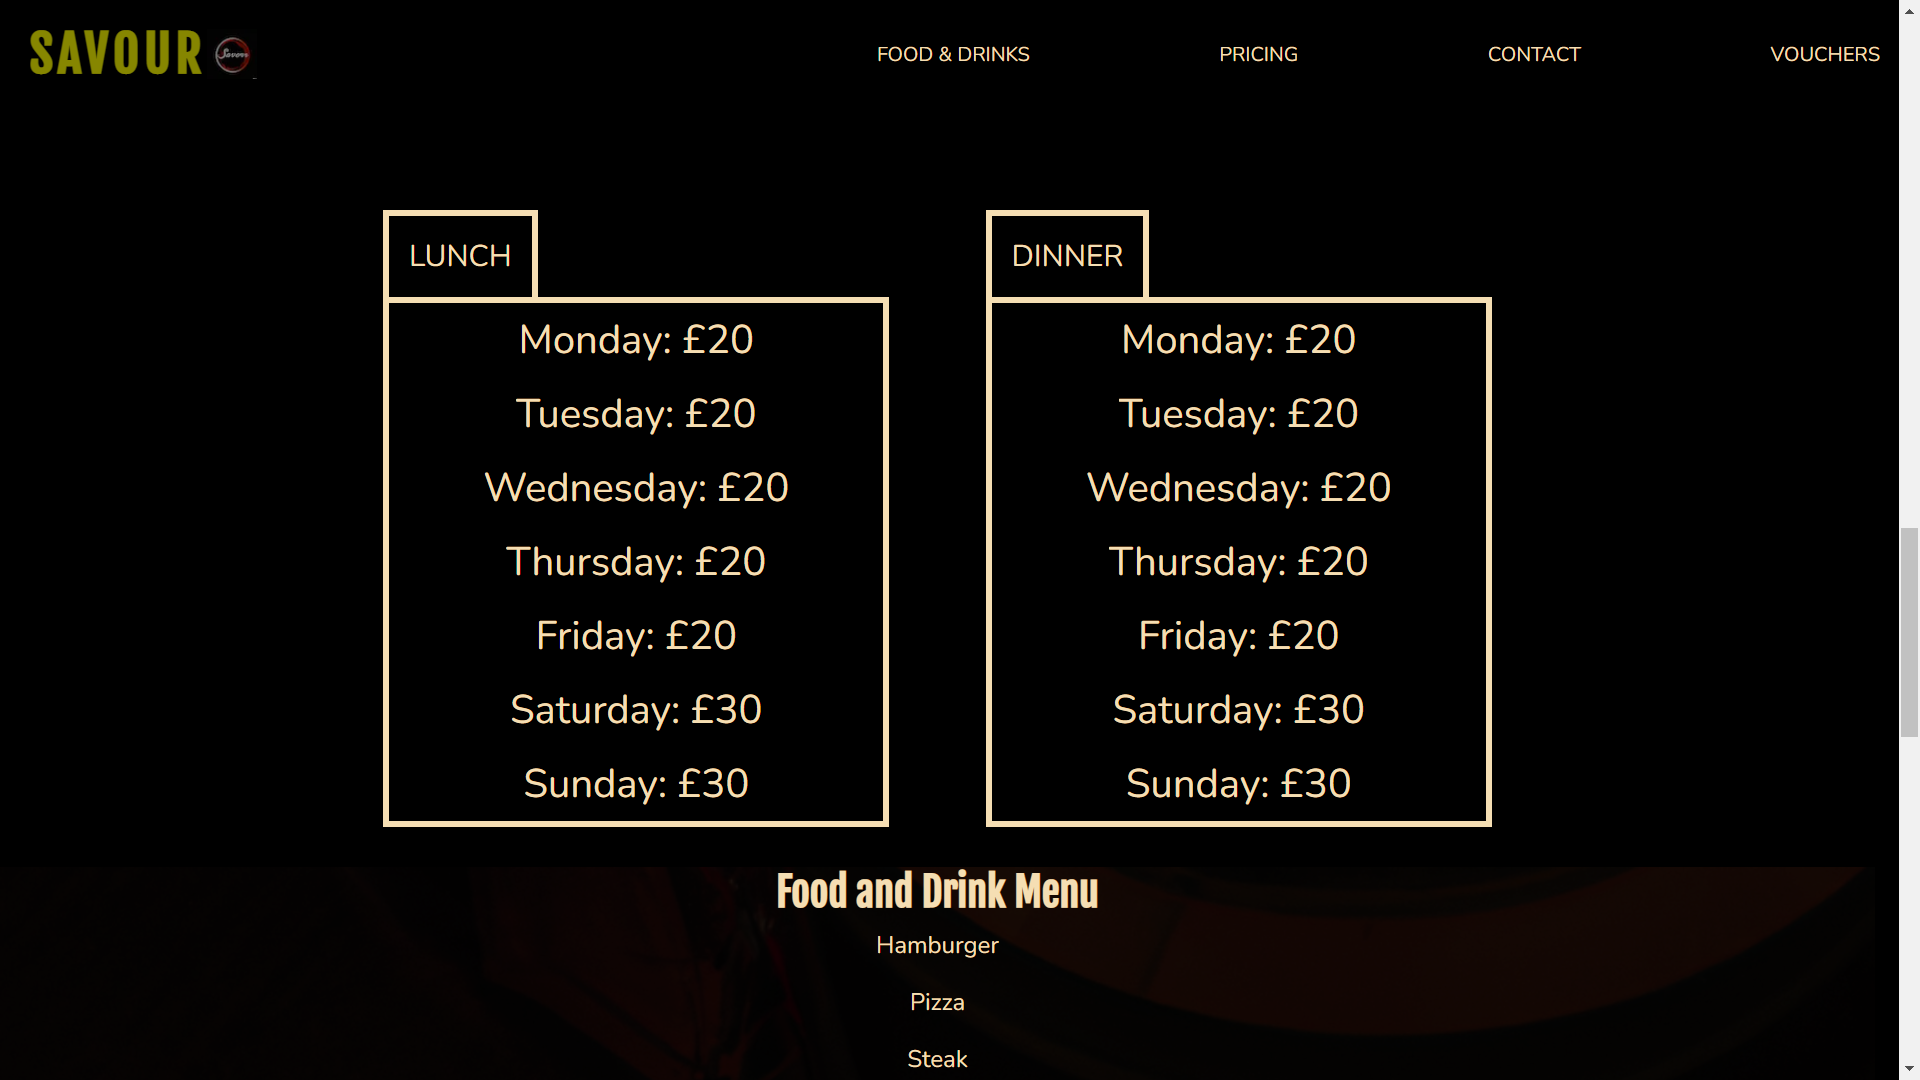 SAVOUR Savour
FOOD & DRINKS
PRICING
CONTACT
VOUCHERS
LUNCH
Monday: £20
Tuesday: £20
Wednesday: £20
Thursday: £20
Friday: £20
Saturday: £30
Sunday: £30
DINNER
Monday: £20
Tuesday: £20
Wednesday: £20
Thursday: £20
Friday: £20
Saturday: £30
Sunday: £30
Food and Drink Menu
Hamburger
Pizza
Steak